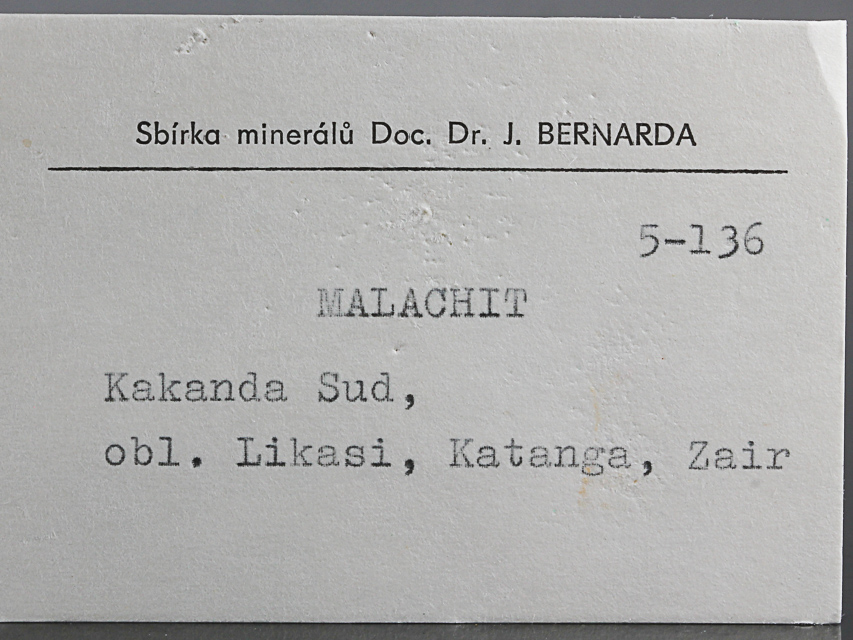 Sbírka minerálů Doc. Dr. J. BERNARDA
5-136
MALACHIT
Kakanda Sud,
obl. Likasi, Katanga, Zair